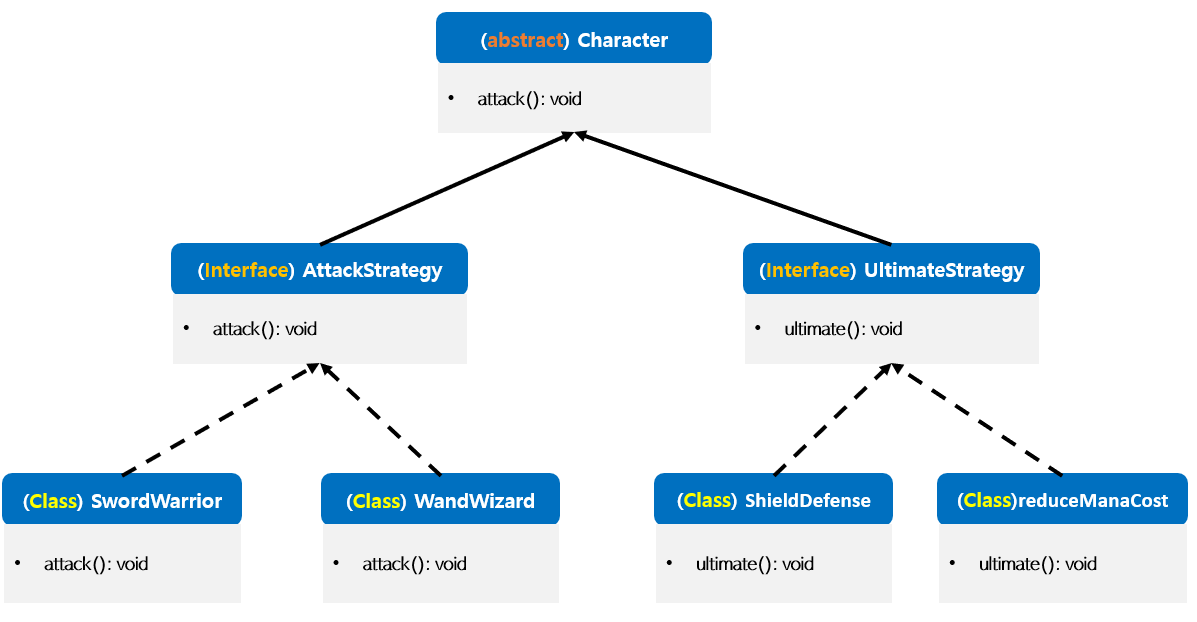 (abstract) Character
• attack(): void
(Interface) AttackStrategy
• attack(): void
(Interface) UltimateStrategy
• ultimate(): void
(Class) SwordWarrior
• attack(): void
(Class) WandWizard
• attack(): void
(Class) ShieldDefense
• ultimate(): void
(Class)reduceManaCost
• ultimate(): void